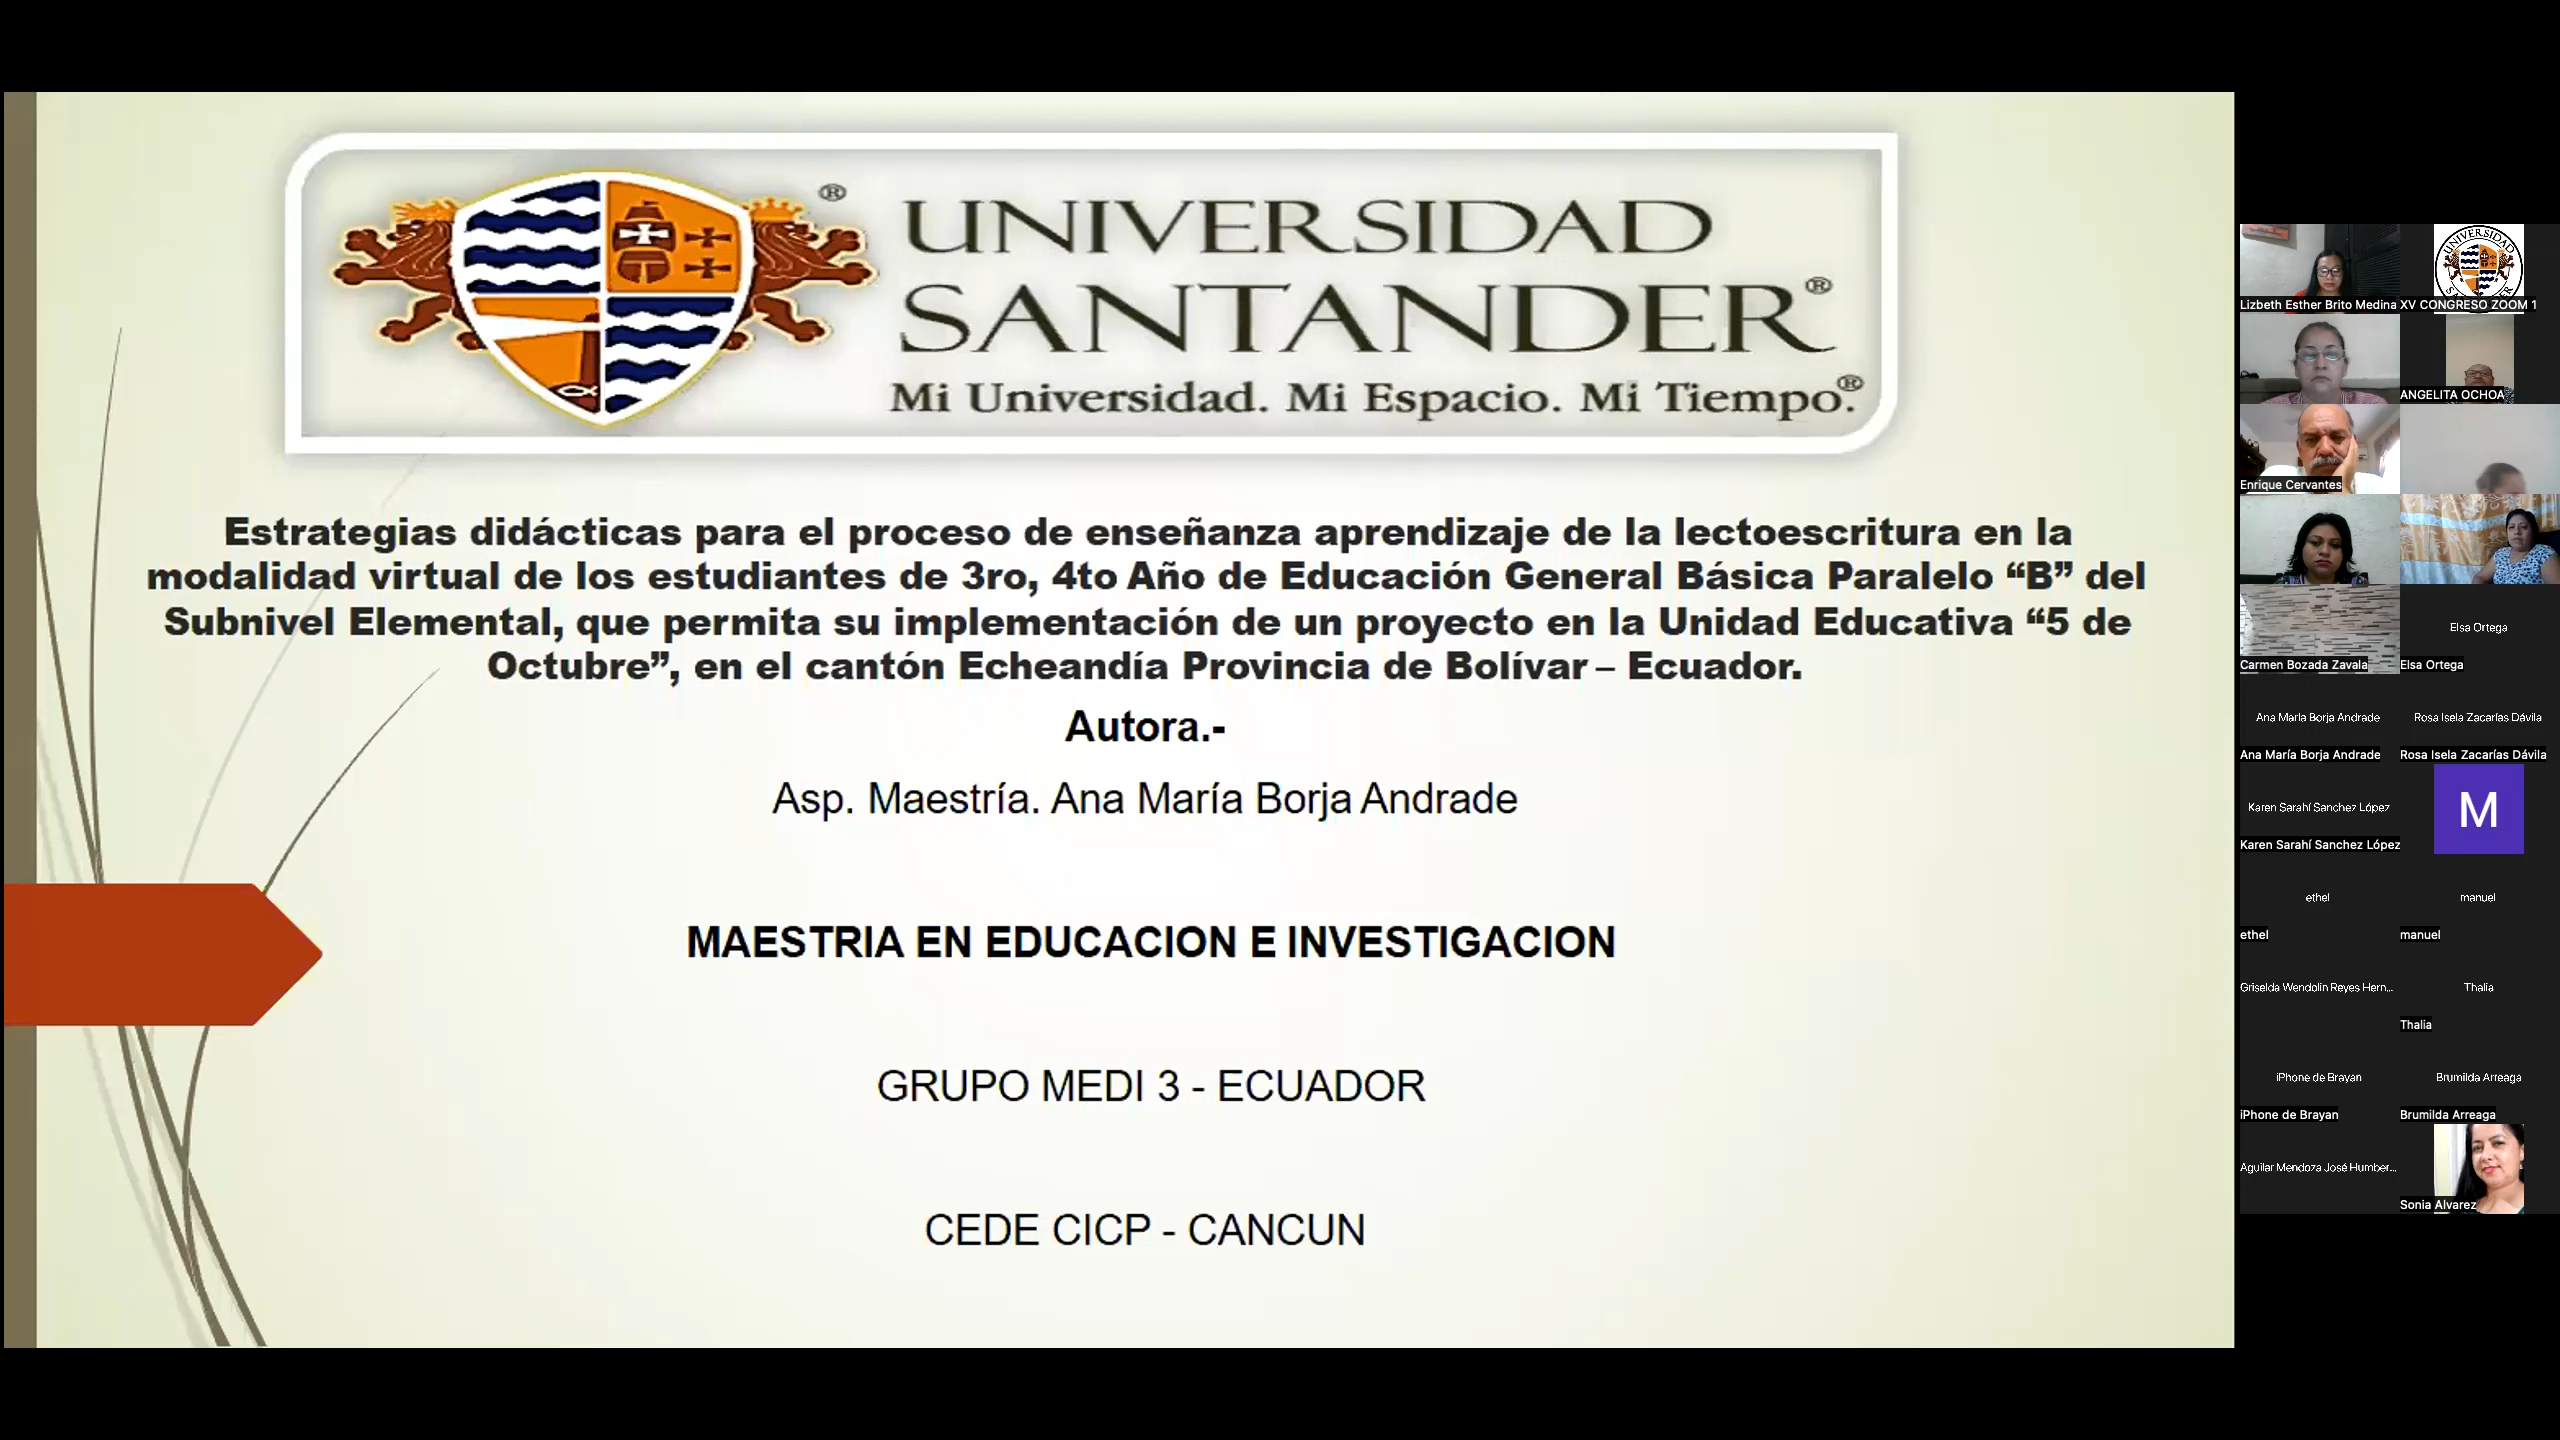 UNIVERSIDAD
SANTANDER®
Mi Universidad. Mi Espacio. Mi Tiempo.®
Estrategias didácticas para el proceso de enseñanza aprendizaje de la lectoescritura en la
modalidad virtual de los estudiantes de 3ro, 4to Año de Educación General Básica Paralelo “B” del
Subnivel Elemental, que permita su implementación de un proyecto en la Unidad Educativa “5 de
Octubre”, en el cantón Echeandía Provincia de Bolívar – Ecuador.
Autora.-
Asp. Maestría. Ana María Borja Andrade
MAESTRIA EN EDUCACION E INVESTIGACION
GRUPO MEDI 3 - ECUADOR
CEDE CICP - CANCUN
UNIVERSIDAD
SANTANDER
Lizbeth Esther Brito Medina
XV CONGRESO ZOOM 1
ANGELITA OCHOA
Enrique Cervantes
Elsa Ortega
Carmen Bozada Zavala
Elsa Ortega
Ana María Borja Andrade
Rosa Isela Zacarías Dávila
Ana María Borja Andrade
Rosa Isela Zacarías Dávila
Karen Sarahí Sanchez López
M
Karen Sarahí Sanchez López
ethel
manuel
ethel
manuel
Griselda Wendolin Reyes Hern...
Thalia
Thalia
iPhone de Brayan
Brumilda Arreaga
iPhone de Brayan
Brumilda Arreaga
Aguilar Mendoza José Humber...
Sonia Alvarez